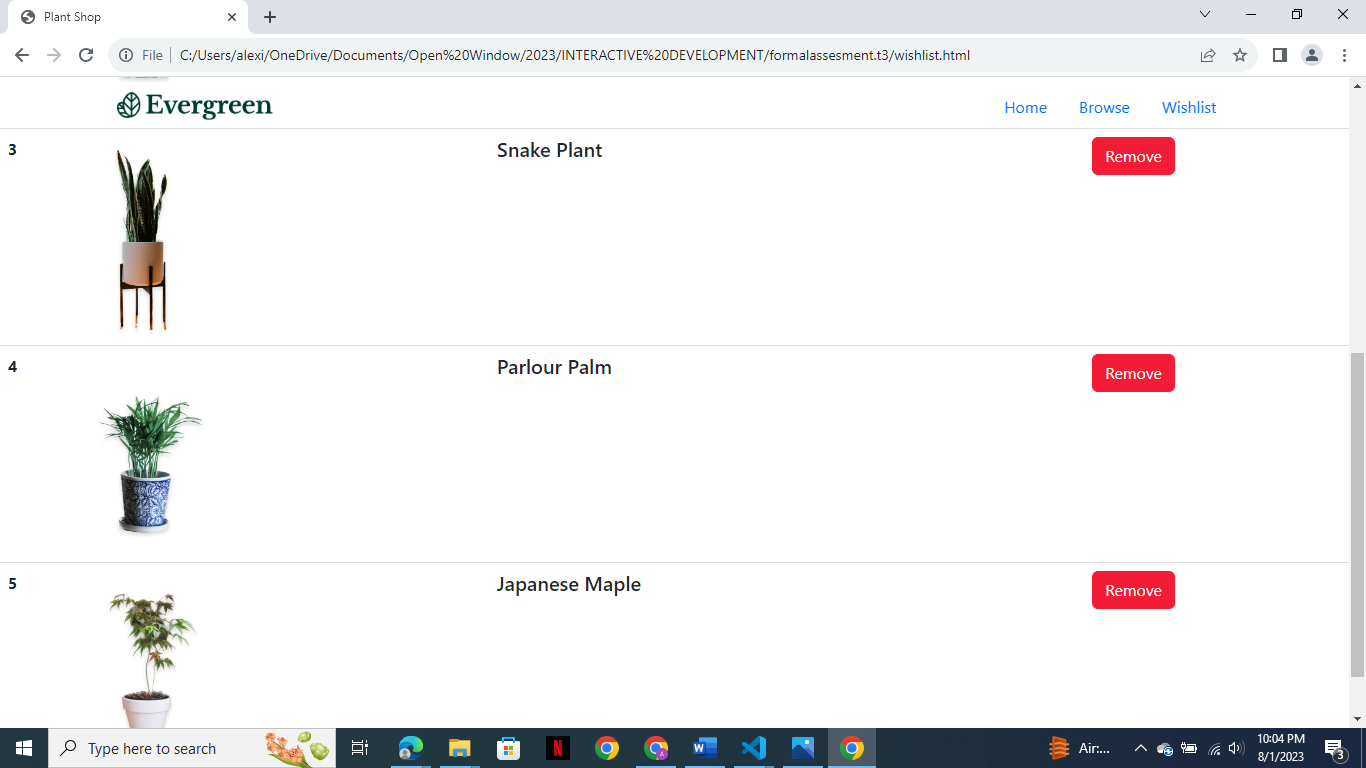 Plant Shop
File
C:/Users/alexi/OneDrive/Documents/Open%20Window/2023/INTERACTIVE%20DEVELOPMENT/formalassesment.t3/wishlist.html
Evergreen
Home Browse Wishlist
3 Snake Plant Remove
4 Parlour Palm Remove
5 Japanese Maple Remove
Type here to search
Air:...
10:04 PM
8/1/2023
3